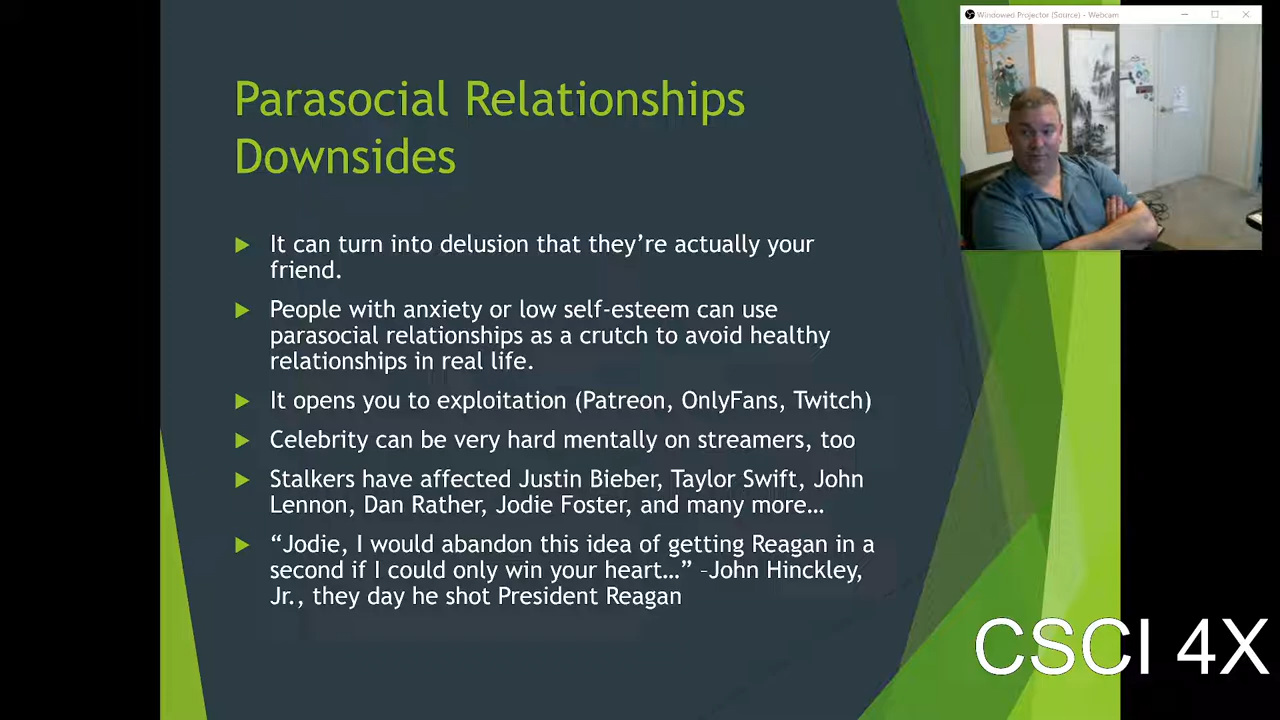 Windowed Projector (Source) - Webcam
Parasocial Relationships
Downsides
It can turn into delusion that they’re actually your
friend.
People with anxiety or low self-esteem can use
parasocial relationships as a crutch to avoid healthy
relationships in real life.
It opens you to exploitation (Patreon, OnlyFans, Twitch)
Celebrity can be very hard mentally on streamers, too
Stalkers have affected Justin Bieber, Taylor Swift, John
Lennon, Dan Rather, Jodie Foster, and many more…
“Jodie, I would abandon this idea of getting Reagan in a
second if I could only win your heart…” –John Hinckley,
Jr., they day he shot President Reagan
CSCI 4X